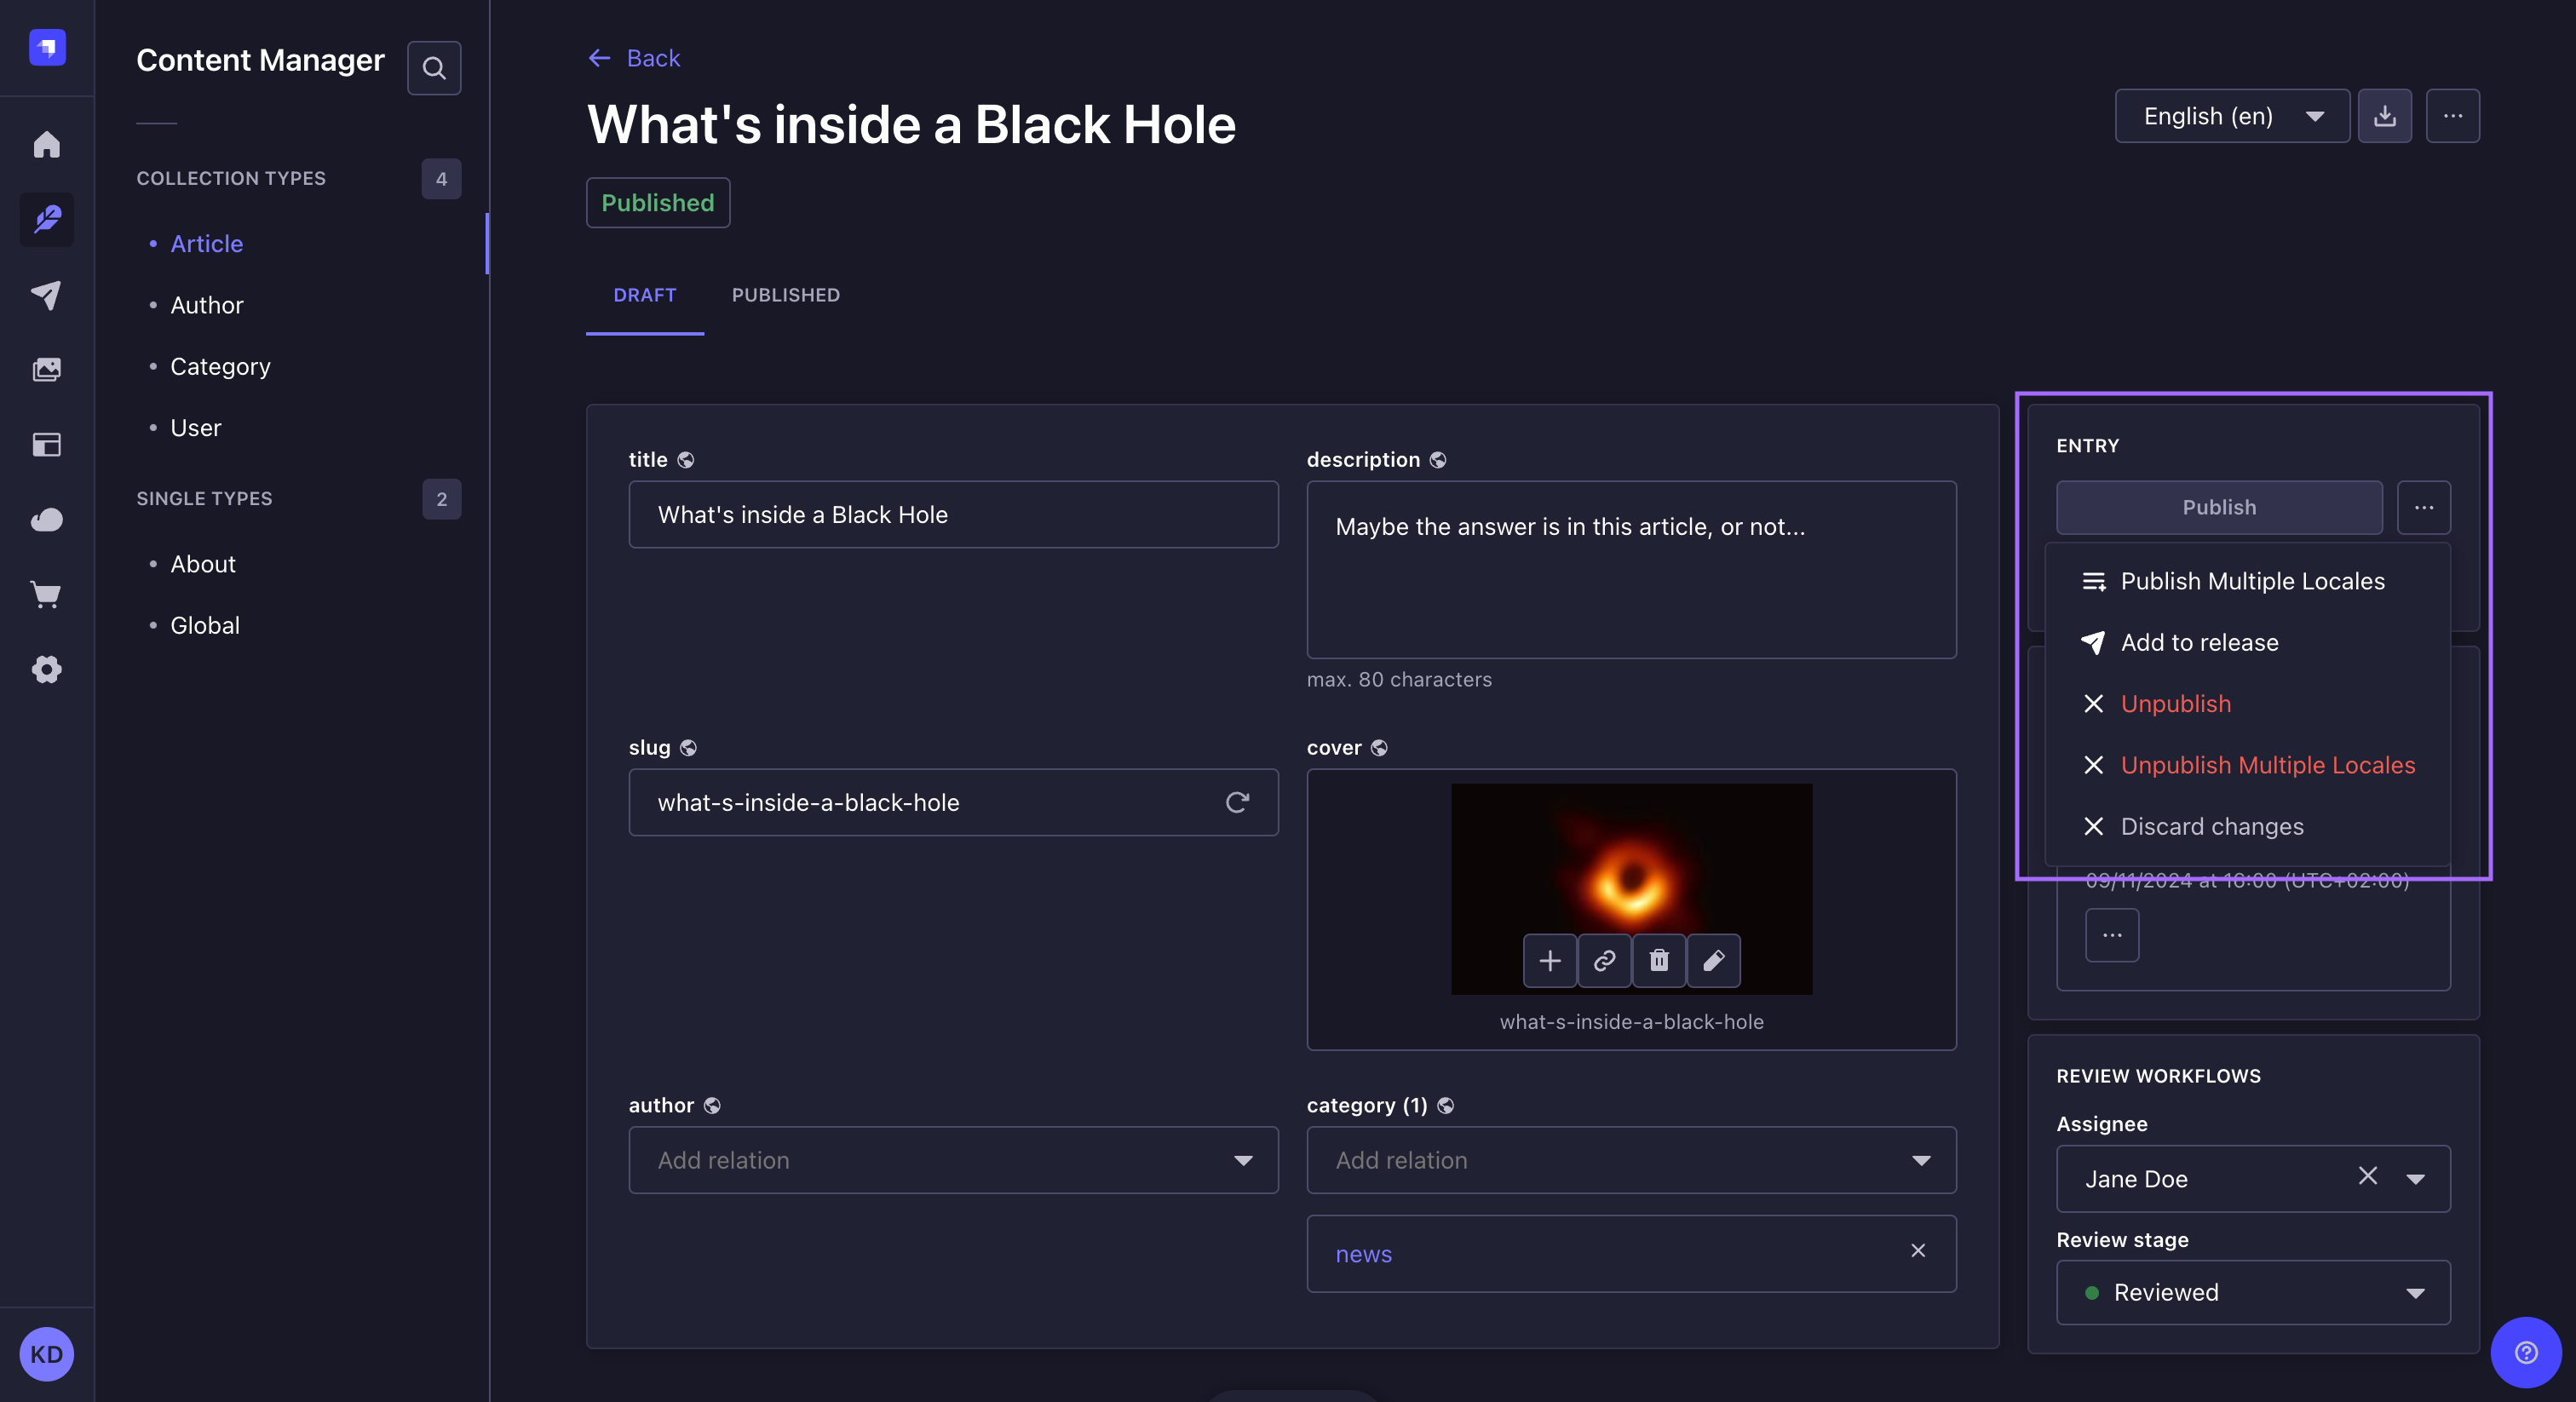 Content Manager
COLLECTION TYPES
4
Article
Author
Category
User
SINGLE TYPES
2
About
Global
KD
Back
What's inside a Black Hole
English (en)
Published
DRAFT
PUBLISHED
title
What's inside a Black Hole
description
Maybe the answer is in this article, or not...
max. 80 characters
slug
what-s-inside-a-black-hole
cover
what-s-inside-a-black-hole
author
Add relation
category (1)
Add relation
news
ENTRY
Publish
Publish Multiple Locales
Add to release
Unpublish
Unpublish Multiple Locales
Discard changes
09/11/2024 at 16:00 (UTC+02:00)
REVIEW WORKFLOWS
Assignee
Jane Doe
Review stage
Reviewed